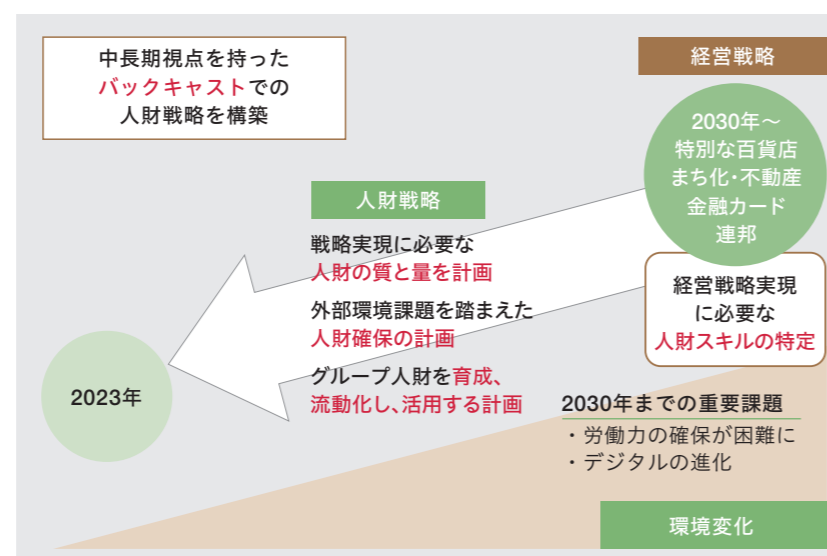 中長期視点を持った
バックキャストでの
人財戦略を構築
経営戦略
2030年～
特別な百貨店
まち化・不動産
金融カード
連邦
経営戦略実現
に必要な
人財スキルの特定
人財戦略
戦略実現に必要な
人財の質と量を計画
外部環境課題を踏まえた
人財確保の計画
グループ人財を育成、
流動化し、活用する計画
2023年
2030年までの重要課題
・労働力の確保が困難に
・デジタルの進化
環境変化